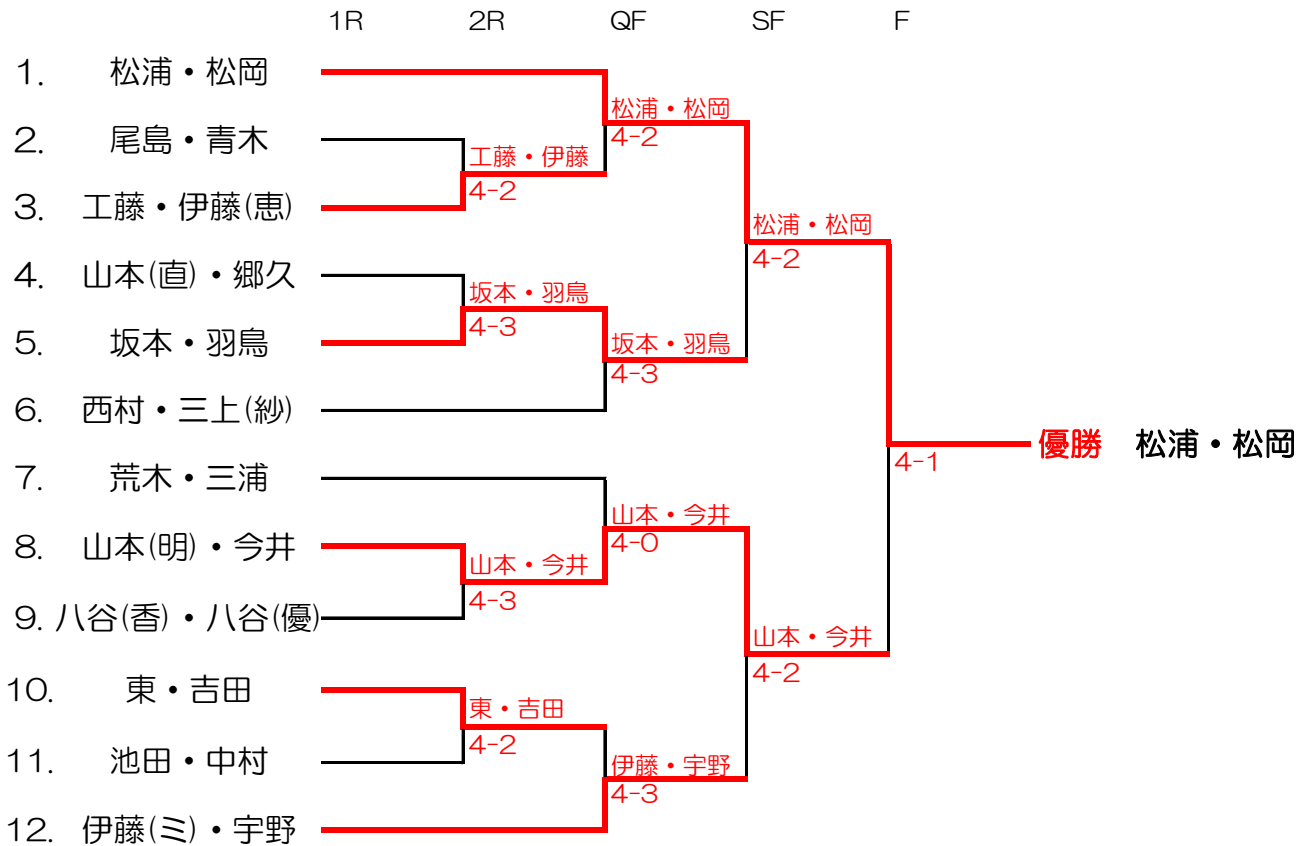 1R 2R QF SF F
1. 松浦・松岡
松浦・松岡
4-2
2. 尾島・青木
工藤・伊藤
4-2
3. 工藤・伊藤(恵)
松浦・松岡
4-2
4. 山本(直)・郷久
坂本・羽鳥
4-3
5. 坂本・羽鳥
坂本・羽鳥
4-3
6. 西村・三上(紗)
優勝 松浦・松岡
4-1
7. 荒木・三浦
山本・今井
4-0
8. 山本(明)・今井
山本・今井
4-3
9. 八谷(香)・八谷(優)
山本・今井
4-2
10. 東・吉田
東・吉田
4-2
11. 池田・中村
伊藤・宇野
4-3
12. 伊藤(ミ)・宇野